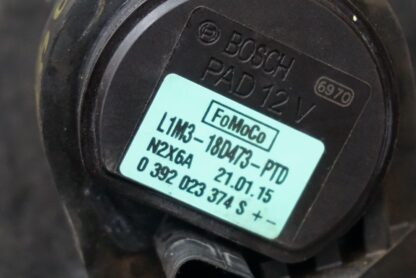 BOSCH
PAD 12 V
6970
FoMoCo
L1M3-18D473-PTD
N2X6A 21.01.15
0 392 023 374 S + -